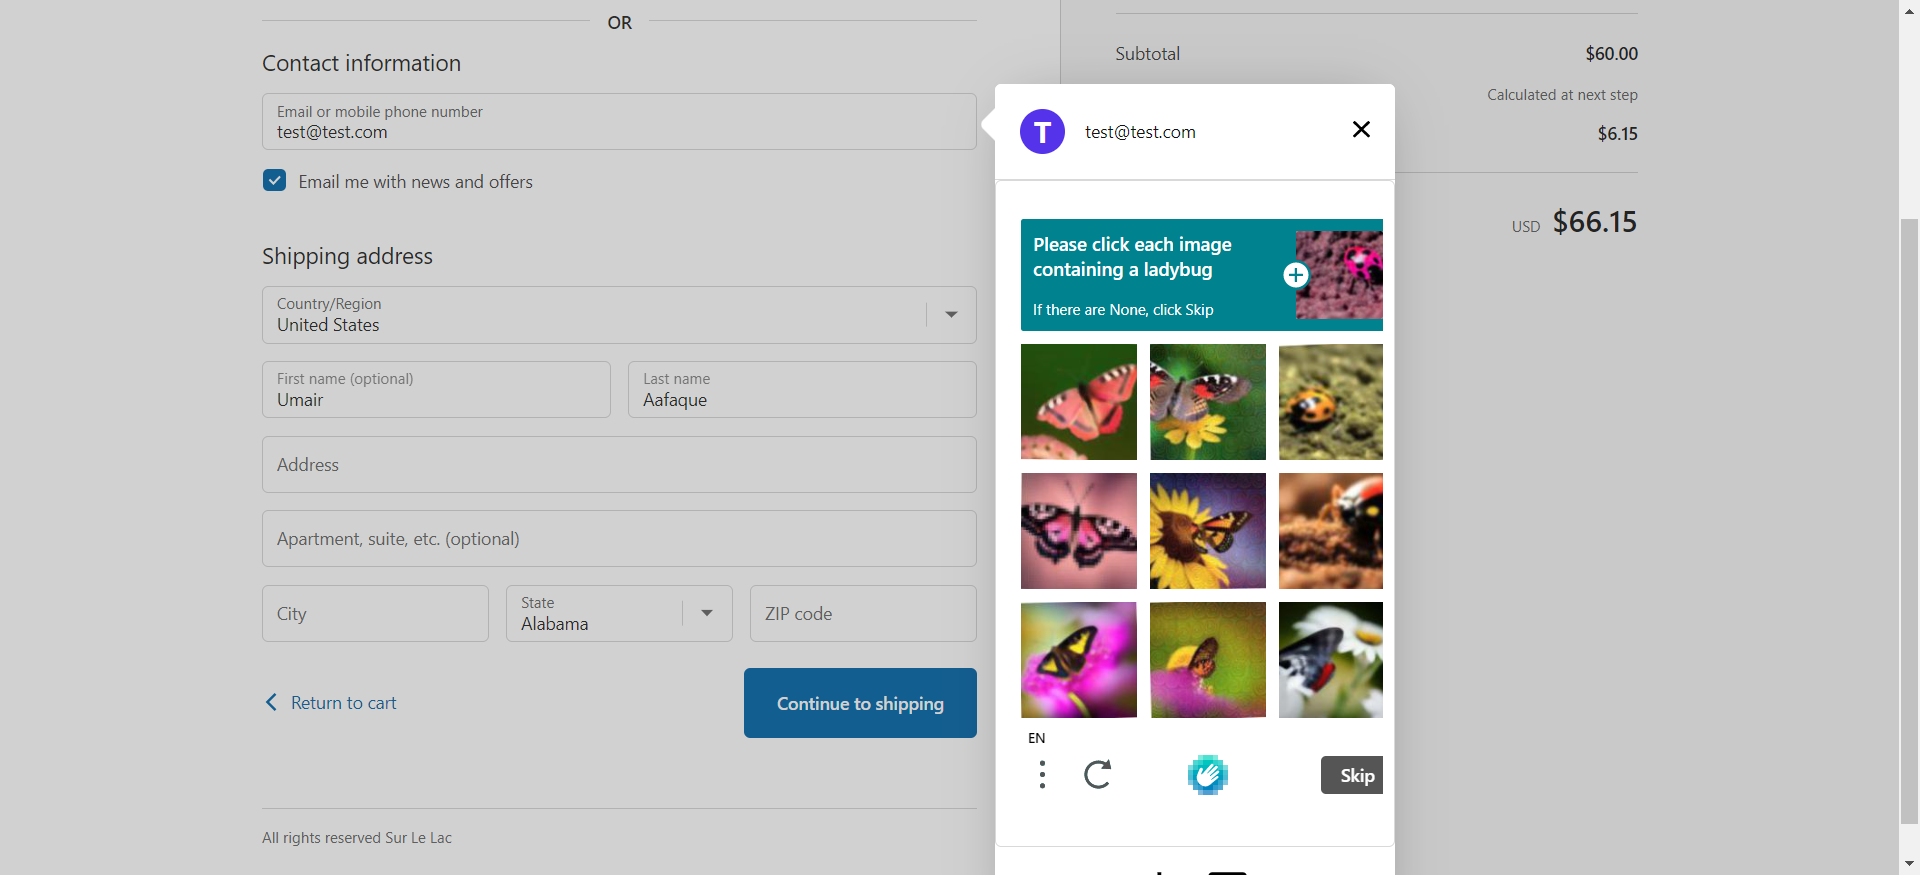 OR
Contact information
Email or mobile phone number
test@test.com
Email me with news and offers
Shipping address
Country/Region
United States
First name (optional)
Umair
Last name
Aafaque
Address
Apartment, suite, etc. (optional)
City
State
Alabama
ZIP code
Return to cart
Continue to shipping
All rights reserved Sur Le Lac
T
test@test.com
Please click each image
containing a ladybug
If there are None, click Skip
EN
Skip
Subtotal
$60.00
Calculated at next step
$6.15
USD $66.15